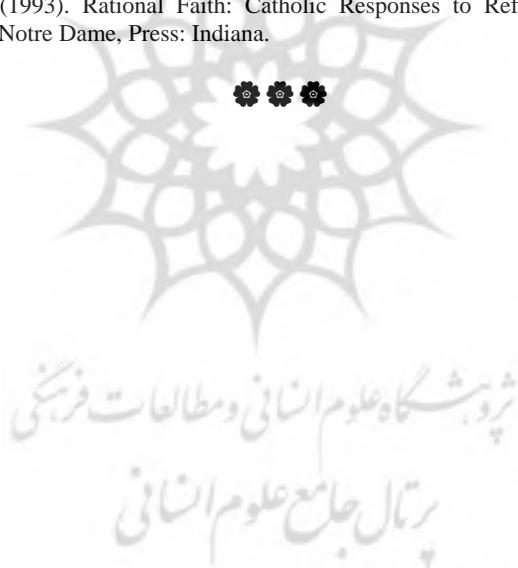 (1993). Rational Faith: Catholic Responses to Ref
Notre Dame, Press: Indiana.
پژوهشگاه علوم انسانی و مطالعات فرهنگی
پرتال جامع علوم انسانی